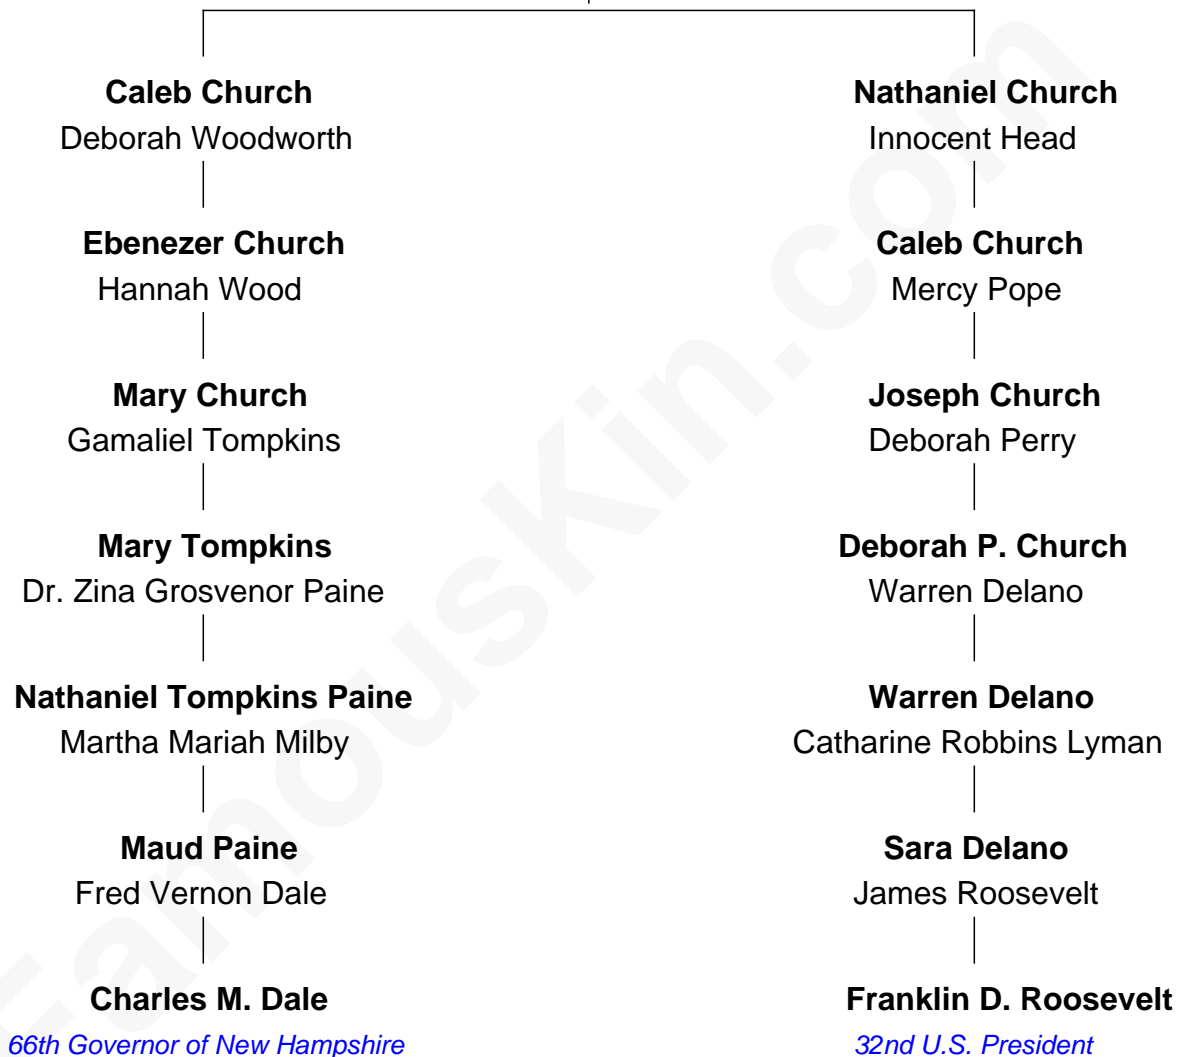 Caleb Church
Deborah Woodworth
Ebenezer Church
Hannah Wood
Mary Church
Gamaliel Tompkins
Mary Tompkins
Dr. Zina Grosvenor Paine
Nathaniel Tompkins Paine
Martha Mariah Milby
Maud Paine
Fred Vernon Dale
Charles M. Dale
66th Governor of New Hampshire
Nathaniel Church
Innocent Head
Caleb Church
Mercy Pope
Joseph Church
Deborah Perry
Deborah P. Church
Warren Delano
Warren Delano
Catharine Robbins Lyman
Sara Delano
James Roosevelt
Franklin D. Roosevelt
32nd U.S. President
FamousKin.com